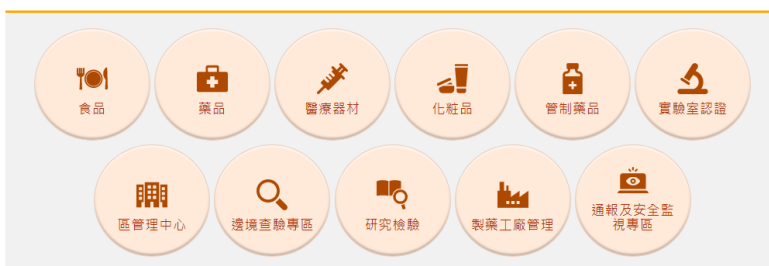 食品
藥品
醫療器材
化粧品
管制藥品
實驗室認證
區管理中心
邊境查驗專區
研究檢驗
製藥工廠管理
通報及安全監
視專區